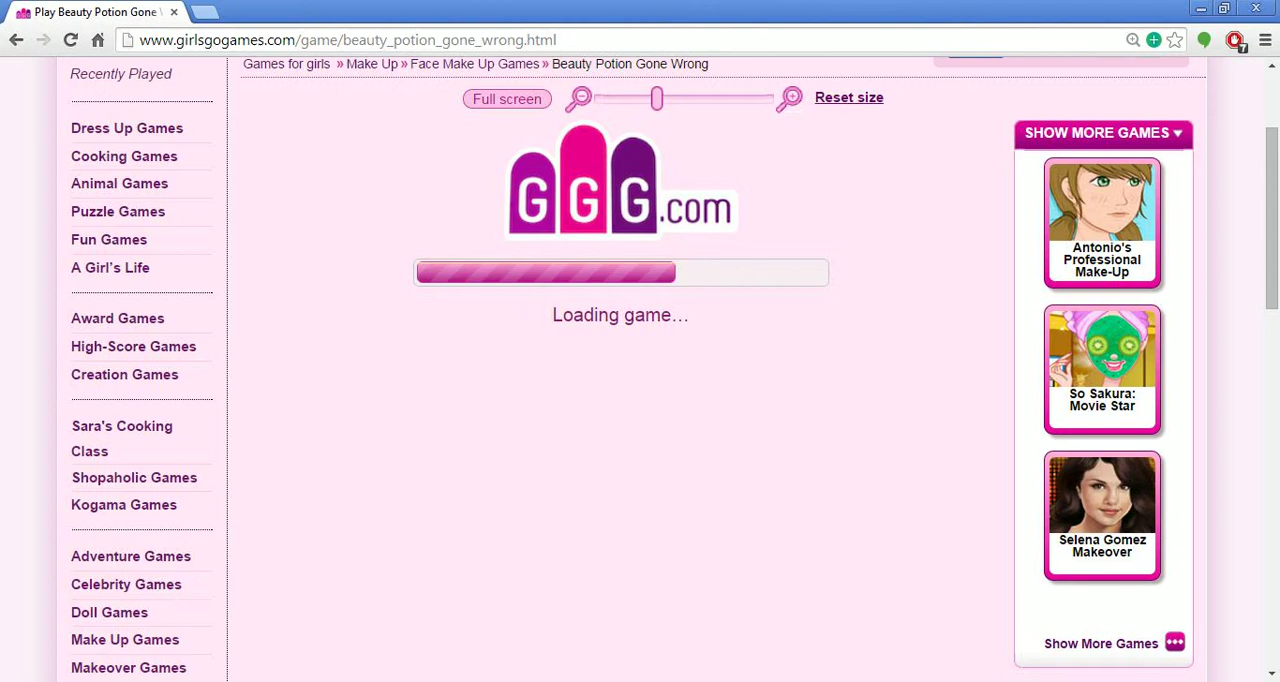 Play Beauty Potion Gone
www.girlsgogames.com/game/beauty_potion_gone_wrong.html
7
Recently Played
Games for girls » Make Up » Face Make Up Games » Beauty Potion Gone Wrong
Full screen
Reset size
Dress Up Games
Cooking Games
Animal Games
Puzzle Games
Fun Games
A Girl's Life
Award Games
High-Score Games
Creation Games
Sara's Cooking
Class
Shopaholic Games
Kogama Games
Adventure Games
Celebrity Games
Doll Games
Make Up Games
Makeover Games
GGG.com
Loading game…
SHOW MORE GAMES
Antonio's
Professional
Make-Up
So Sakura:
Movie Star
Selena Gomez
Makeover
Show More Games